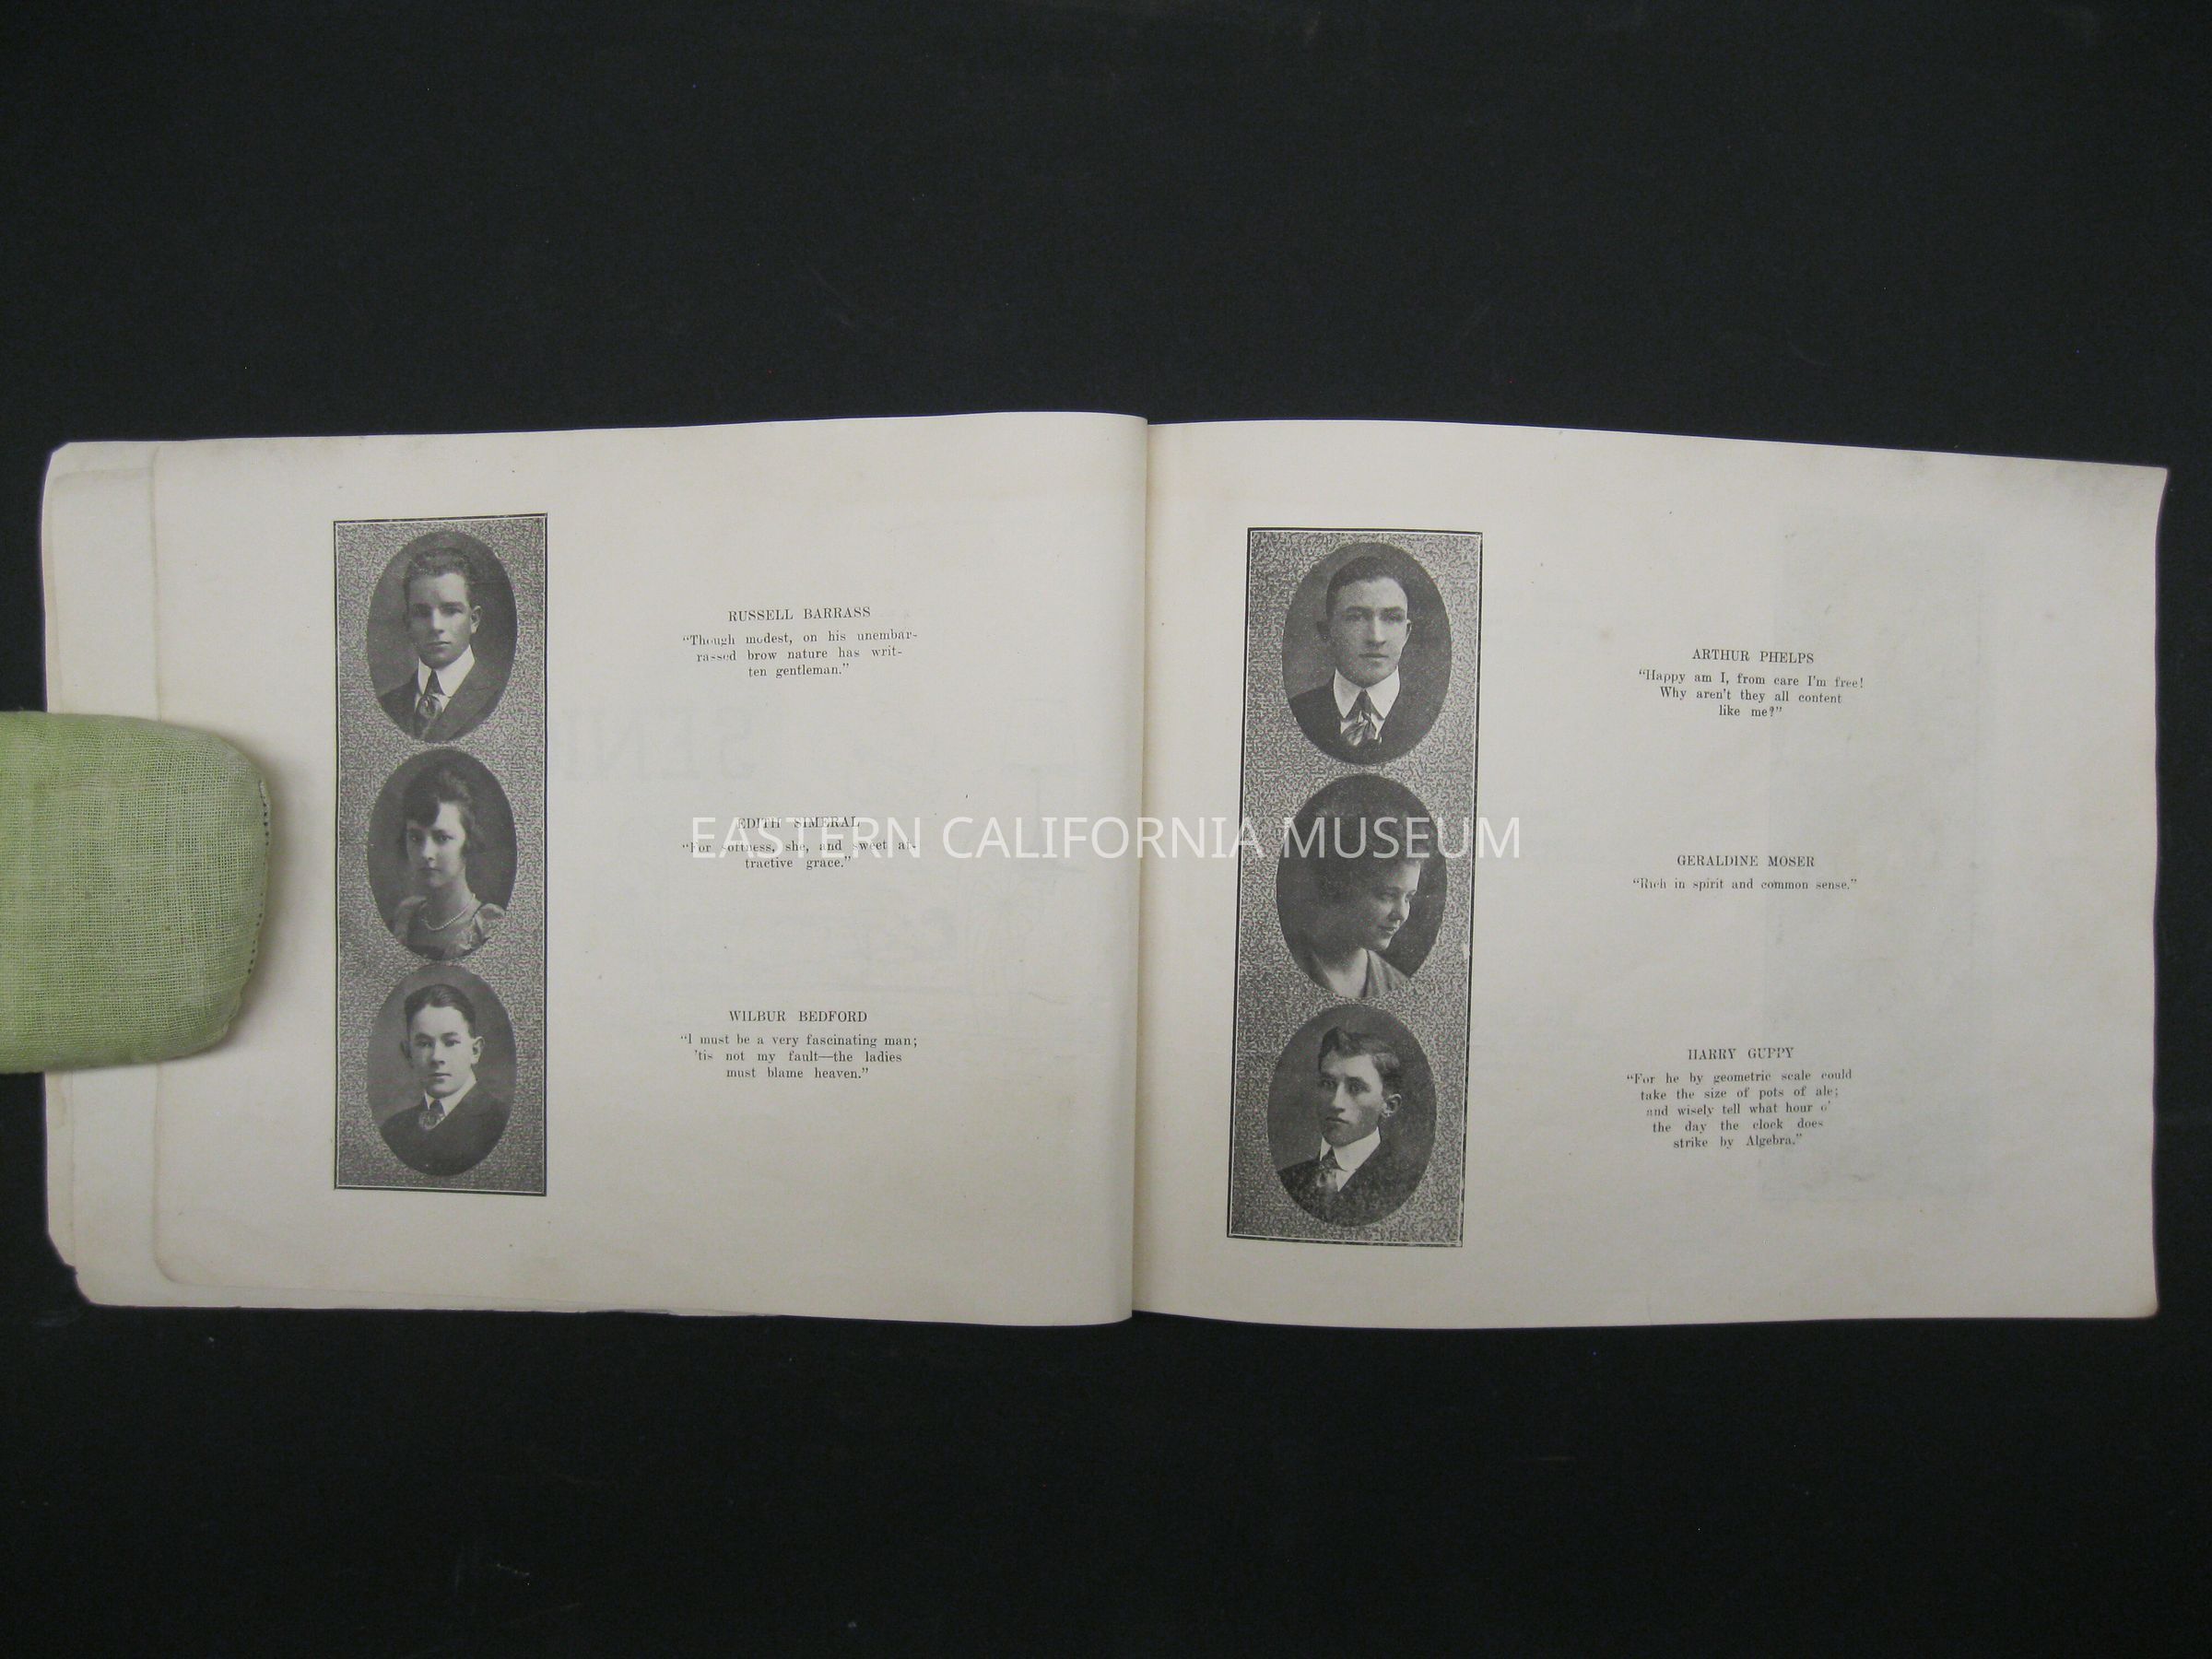 RUSSELL BARRASS
"Though modest, on his unembar-
rassed brow nature has writ-
ten gentleman."
EDITH SIMERAL
"For softness, she, and sweet at-
tractive grace."
WILBUR BEDFORD
"I must be a very fascinating man;
'tis not my fault—the ladies
must blame heaven."
ARTHUR PHELPS
"Happy am I, from care I'm free!
Why aren't they all content
like me?"
GERALDINE MOSER
"Rich in spirit and common sense."
HARRY GUPPY
"For he by geometric scale could
take the size of pots of ale;
and wisely tell what hour o'
the day the clock does
strike by Algebra."
EASTERN CALIFORNIA MUSEUM